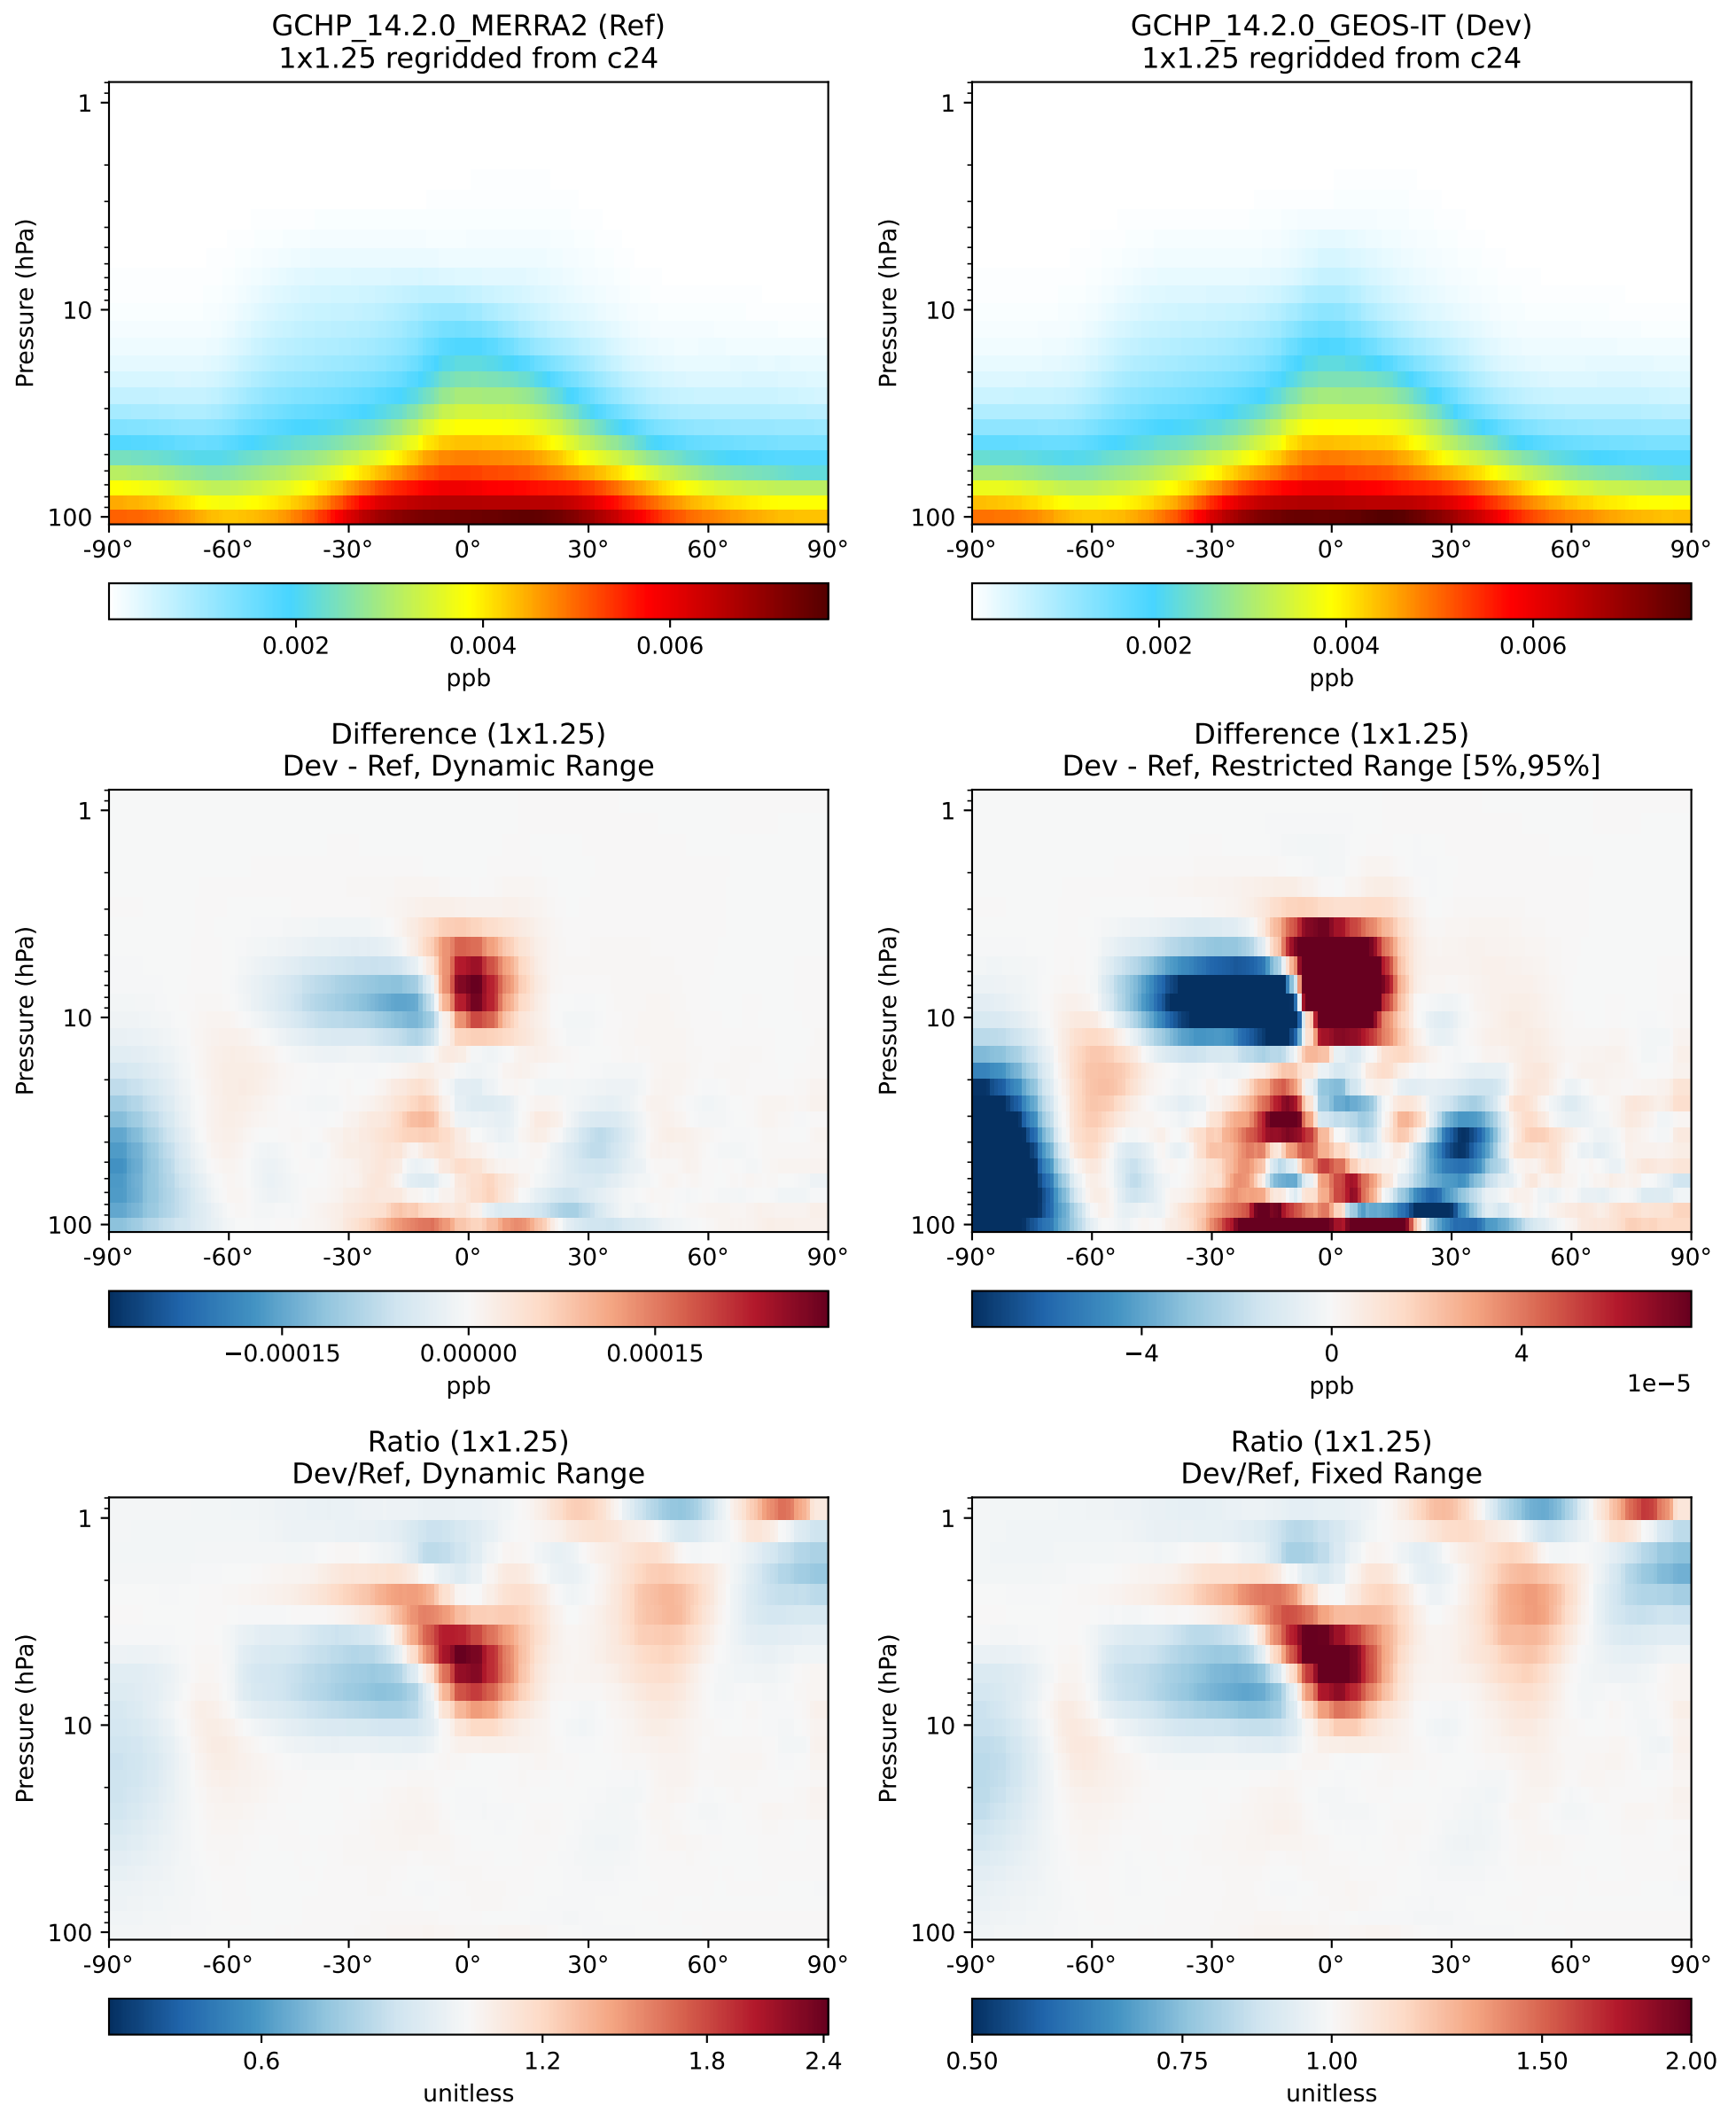 GCHP_14.2.0_MERRA2 (Ref)
1x1.25 regridded from c24
Pressure (hPa)
1
10
100
-90° -60° -30° 0° 30° 60° 90°
0.002 0.004 0.006
ppb
GCHP_14.2.0_GEOS-IT (Dev)
1x1.25 regridded from c24
Pressure (hPa)
1
10
100
-90° -60° -30° 0° 30° 60° 90°
0.002 0.004 0.006
ppb
Difference (1x1.25)
Dev - Ref, Dynamic Range
Pressure (hPa)
1
10
100
-90° -60° -30° 0° 30° 60° 90°
−0.00015 0.00000 0.00015
ppb
Difference (1x1.25)
Dev - Ref, Restricted Range [5%,95%]
Pressure (hPa)
1
10
100
-90° -60° -30° 0° 30° 60° 90°
−4 0 4
ppb
1e−5
Ratio (1x1.25)
Dev/Ref, Dynamic Range
Pressure (hPa)
1
10
100
-90° -60° -30° 0° 30° 60° 90°
0.6 1.2 1.8 2.4
unitless
Ratio (1x1.25)
Dev/Ref, Fixed Range
Pressure (hPa)
1
10
100
-90° -60° -30° 0° 30° 60° 90°
0.50 0.75 1.00 1.50 2.00
unitless